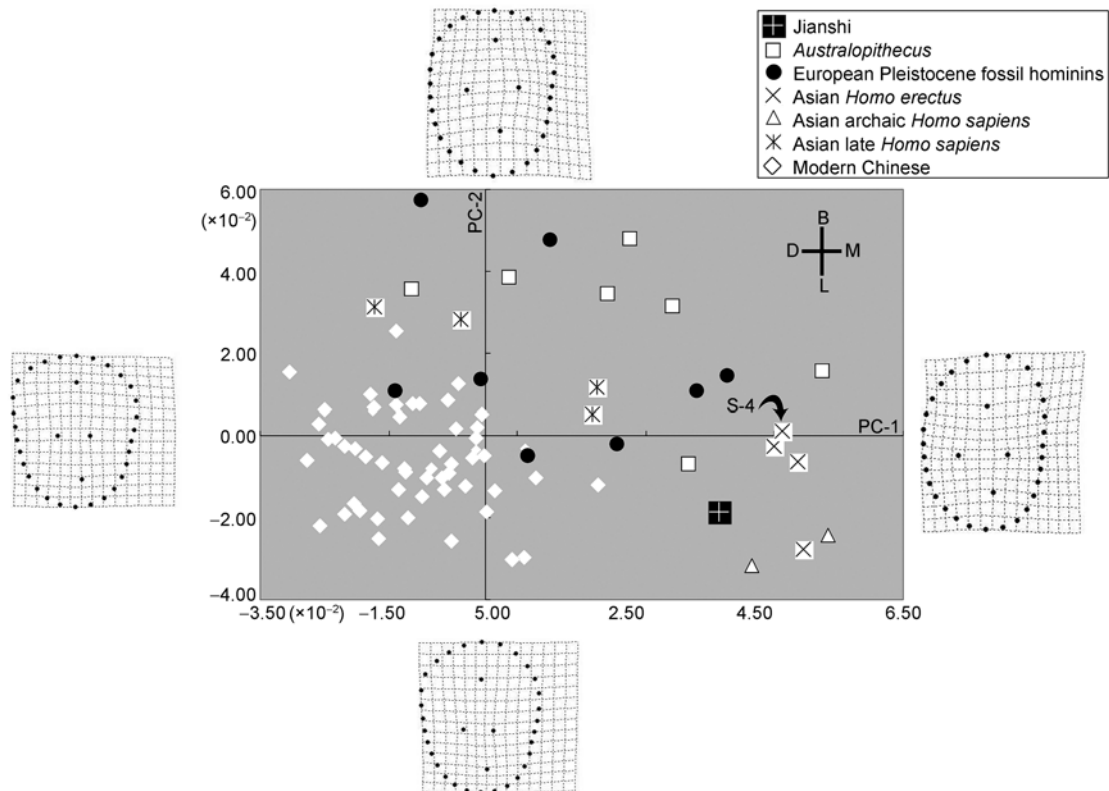 Jianshi
Australopithecus
European Pleistocene fossil hominins
Asian Homo erectus
Asian archaic Homo sapiens
Asian late Homo sapiens
Modern Chinese
6.00
(×10⁻²)
PC-2
B
D M
L
4.00
2.00
S-4
0.00
PC-1
−2.00
−4.00
−3.50 (×10⁻²) −1.50 5.00 2.50 4.50 6.50